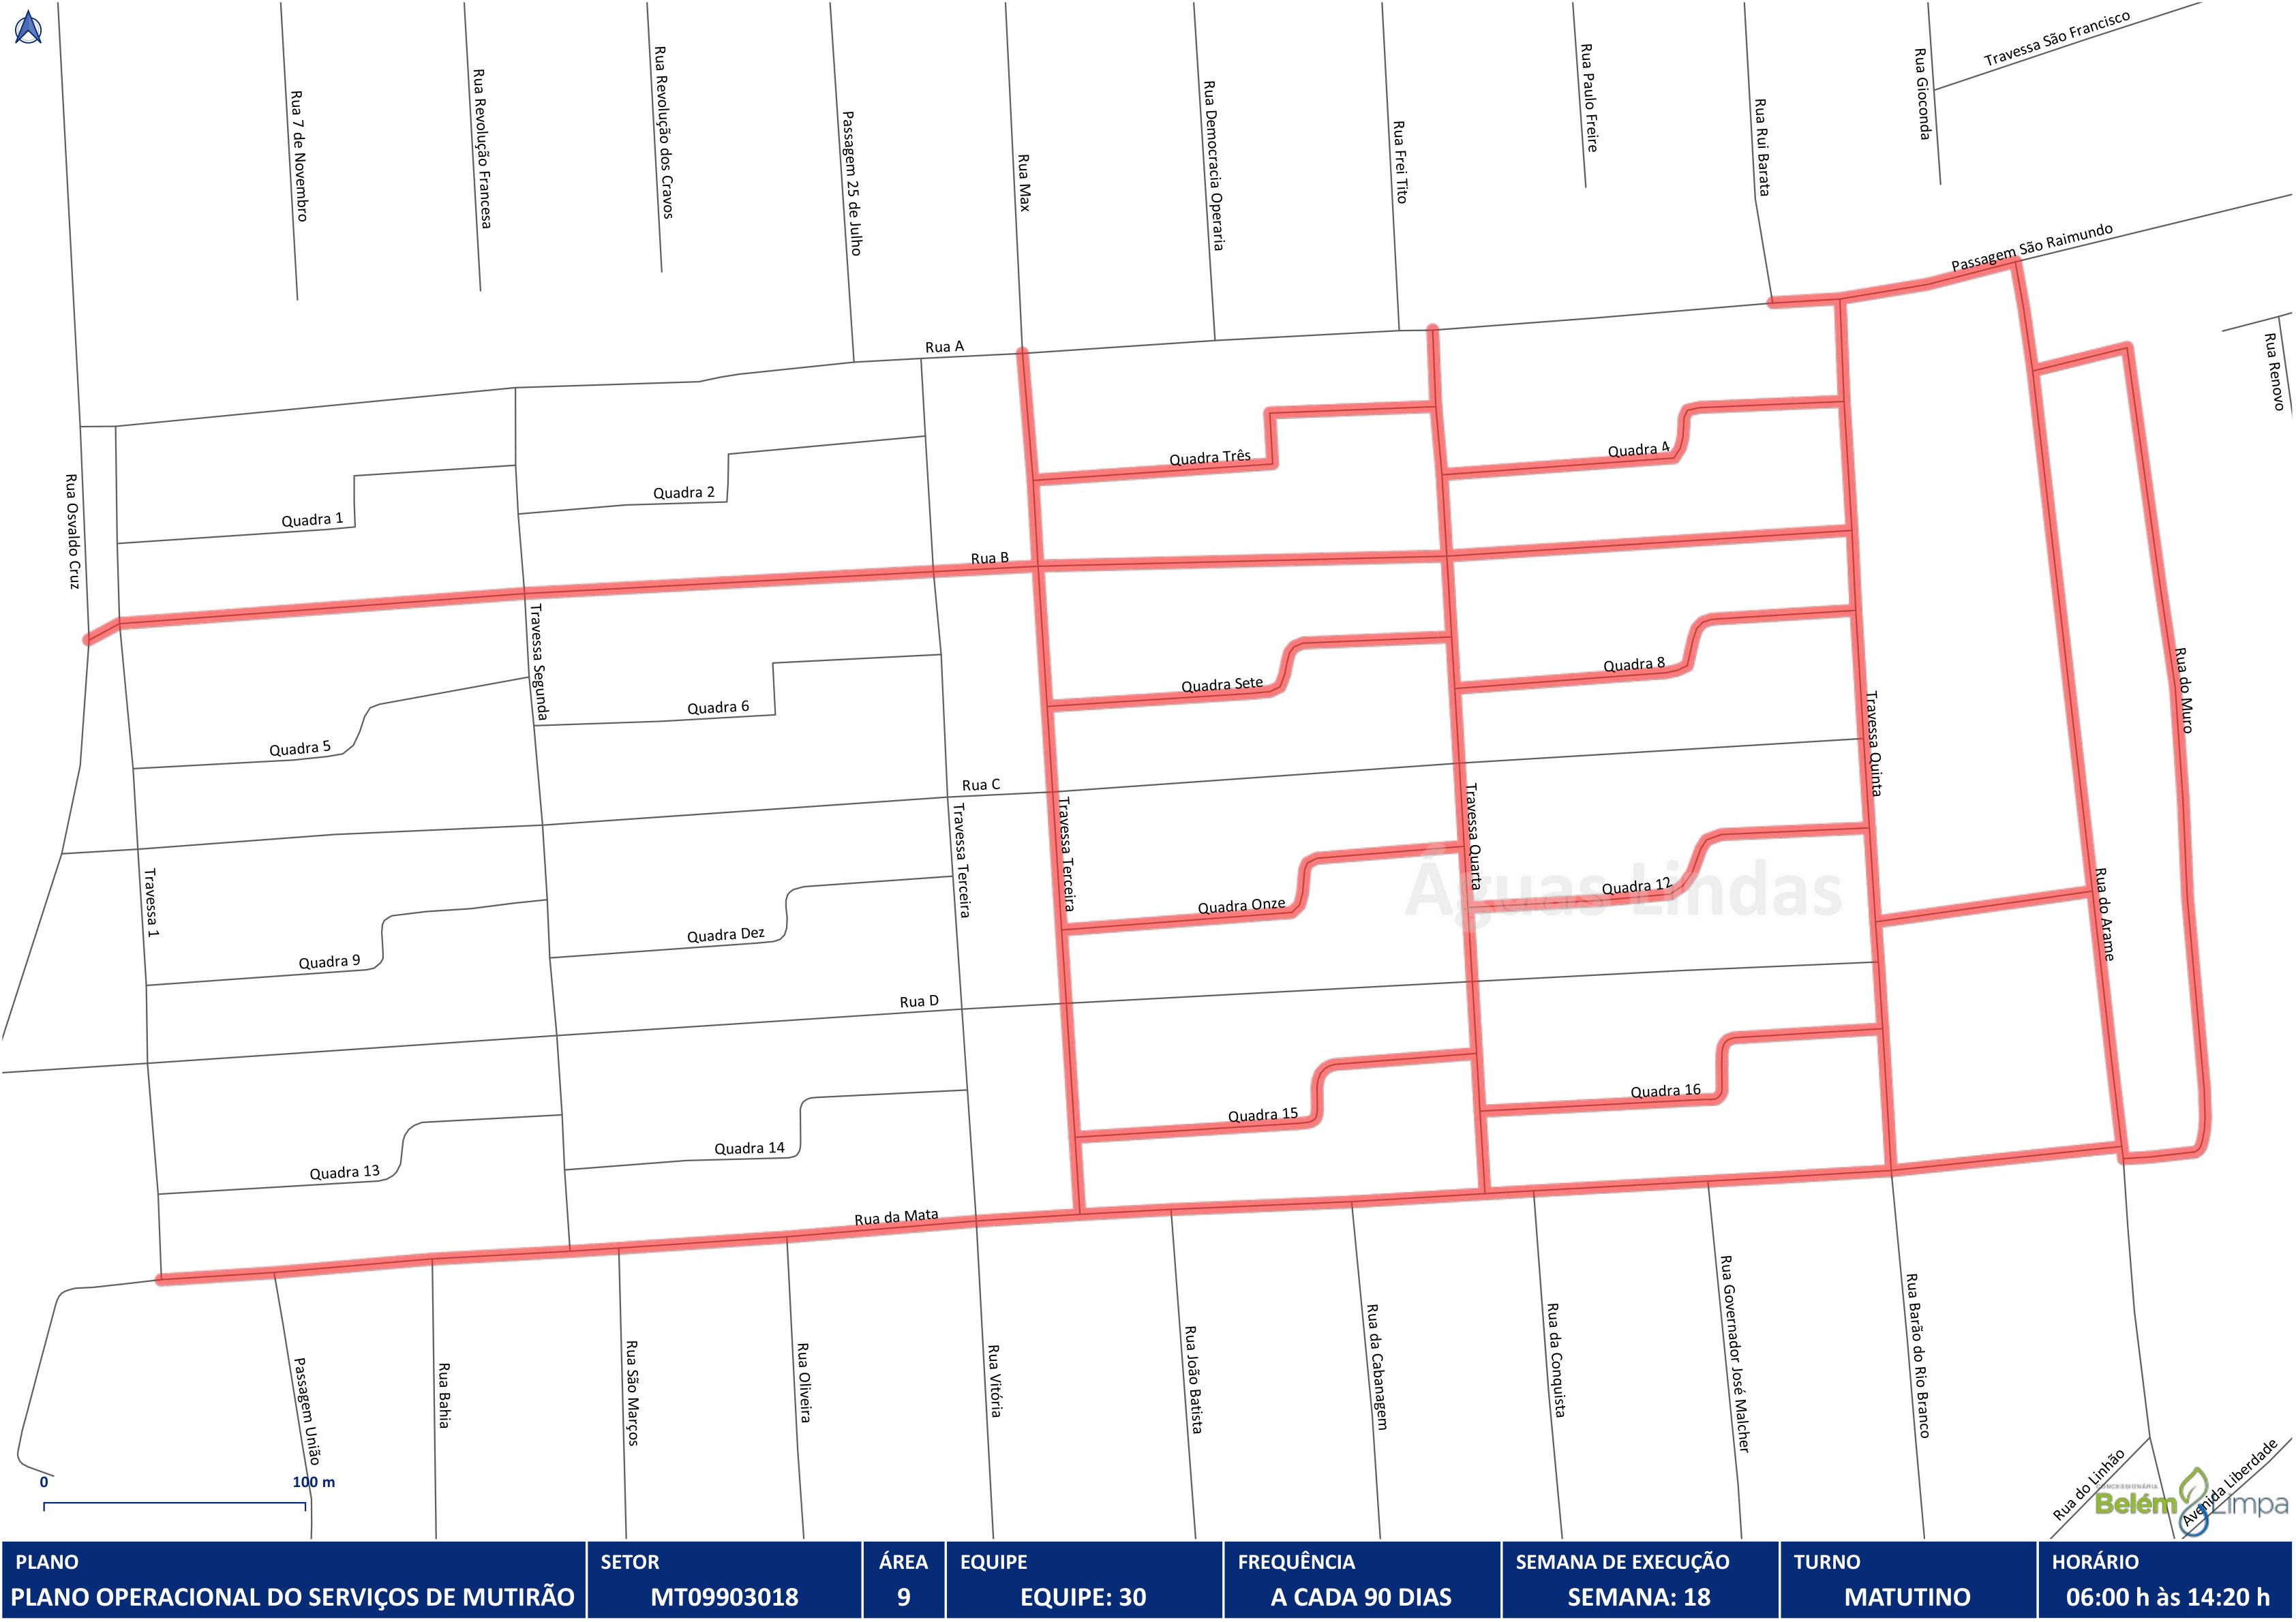 Travessa São Francisco
Rua 7 de Novembro
Rua Revolução Francesa
Rua Revolução dos Cravos
Passagem 25 de Julho
Rua Max
Rua Democracia Operaria
Rua Frei Tito
Rua Paulo Freire
Rua Rui Barata
Rua Gioconda
Passagem São Raimundo
Rua Renovo
Rua A
Rua Osvaldo Cruz
Quadra 1
Quadra 2
Quadra Três
Quadra 4
Rua B
Travessa Segunda
Quadra 5
Quadra 6
Quadra Sete
Quadra 8
Rua do Muro
Travessa Quinta
Rua C
Travessa Terceira
Travessa Terceira
Travessa Quarta
Águas Lindas
Travessa 1
Quadra 9
Quadra Dez
Quadra Onze
Quadra 12
Rua do Arame
Rua D
Quadra 13
Quadra 14
Quadra 15
Quadra 16
Rua da Mata
Passagem União
Rua Bahia
Rua São Marços
Rua Oliveira
Rua Vitória
Rua João Batista
Rua da Cabanagem
Rua da Conquista
Rua Governador José Malcher
Rua Barão do Rio Branco
Rua do Linhão
Avenida Liberdade
0 100 m
CONCESSIONÁRIA
Belém Limpa
PLANO
PLANO OPERACIONAL DO SERVIÇOS DE MUTIRÃO
SETOR
MT09903018
ÁREA
9
EQUIPE
EQUIPE: 30
FREQUÊNCIA
A CADA 90 DIAS
SEMANA DE EXECUÇÃO
SEMANA: 18
TURNO
MATUTINO
HORÁRIO
06:00 h às 14:20 h